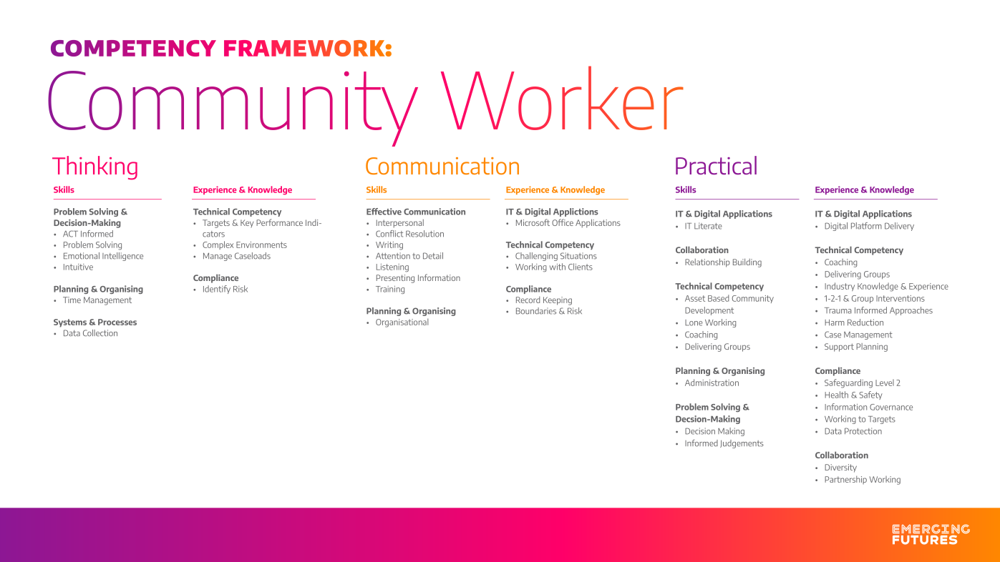 COMPETENCY FRAMEWORK:
Community Worker
Thinking
Skills
Problem Solving &
Decision-Making
• ACT Informed
• Problem Solving
• Emotional Intelligence
• Intuitive
Planning & Organising
• Time Management
Systems & Processes
• Data Collection
Experience & Knowledge
Technical Competency
• Targets & Key Performance Indi-
cators
• Complex Environments
• Manage Caseloads
Compliance
• Identify Risk
Communication
Skills
Effective Communication
• Interpersonal
• Conflict Resolution
• Writing
• Attention to Detail
• Listening
• Presenting Information
• Training
Planning & Organising
• Organisational
Experience & Knowledge
IT & Digital Applictions
• Microsoft Office Applications
Technical Competency
• Challenging Situations
• Working with Clients
Compliance
• Record Keeping
• Boundaries & Risk
Practical
Skills
IT & Digital Applications
• IT Literate
Collaboration
• Relationship Building
Technical Competency
• Asset Based Community
Development
• Lone Working
• Coaching
• Delivering Groups
Planning & Organising
• Administration
Problem Solving &
Decsion-Making
• Decision Making
• Informed Judgements
Experience & Knowledge
IT & Digital Applications
• Digital Platform Delivery
Technical Competency
• Coaching
• Delivering Groups
• Industry Knowledge & Experience
• 1-2-1 & Group Interventions
• Trauma Informed Approaches
• Harm Reduction
• Case Management
• Support Planning
Compliance
• Safeguarding Level 2
• Health & Safety
• Information Governance
• Working to Targets
• Data Protection
Collaboration
• Diversity
• Partnership Working
EMERGING
FUTURES